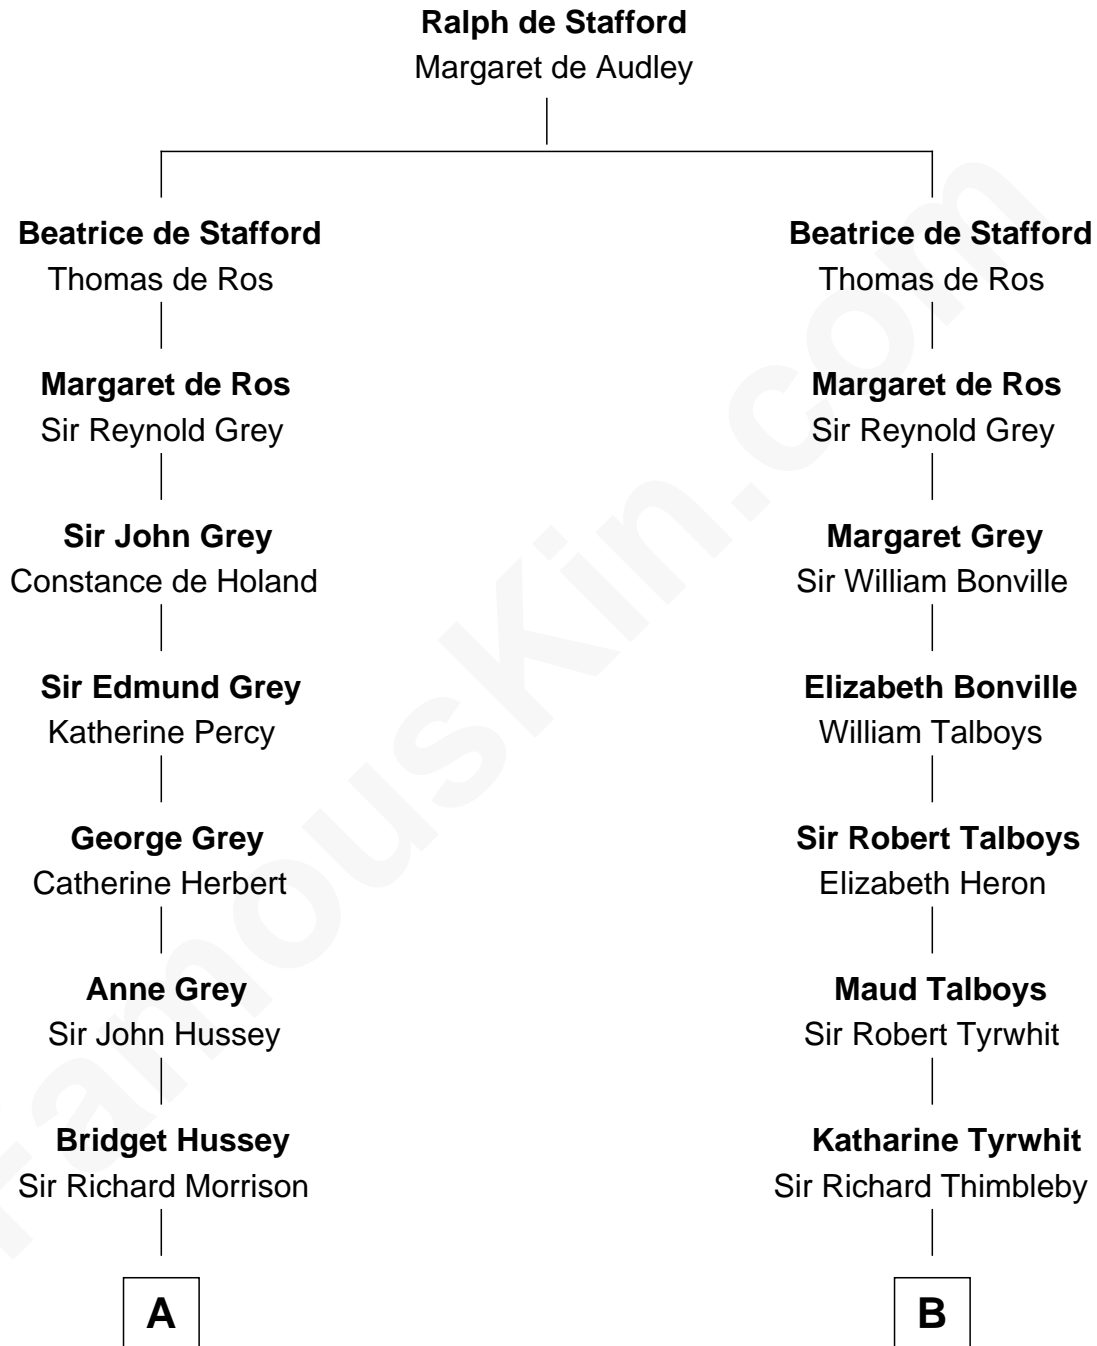 Ralph de Stafford
Margaret de Audley
Beatrice de Stafford
Thomas de Ros
Beatrice de Stafford
Thomas de Ros
Margaret de Ros
Sir Reynold Grey
Margaret de Ros
Sir Reynold Grey
Sir John Grey
Constance de Holand
Margaret Grey
Sir William Bonville
Sir Edmund Grey
Katherine Percy
Elizabeth Bonville
William Talboys
George Grey
Catherine Herbert
Sir Robert Talboys
Elizabeth Heron
Anne Grey
Sir John Hussey
Maud Talboys
Sir Robert Tyrwhit
Bridget Hussey
Sir Richard Morrison
Katharine Tyrwhit
Sir Richard Thimbleby
A
B
FamousKin.com